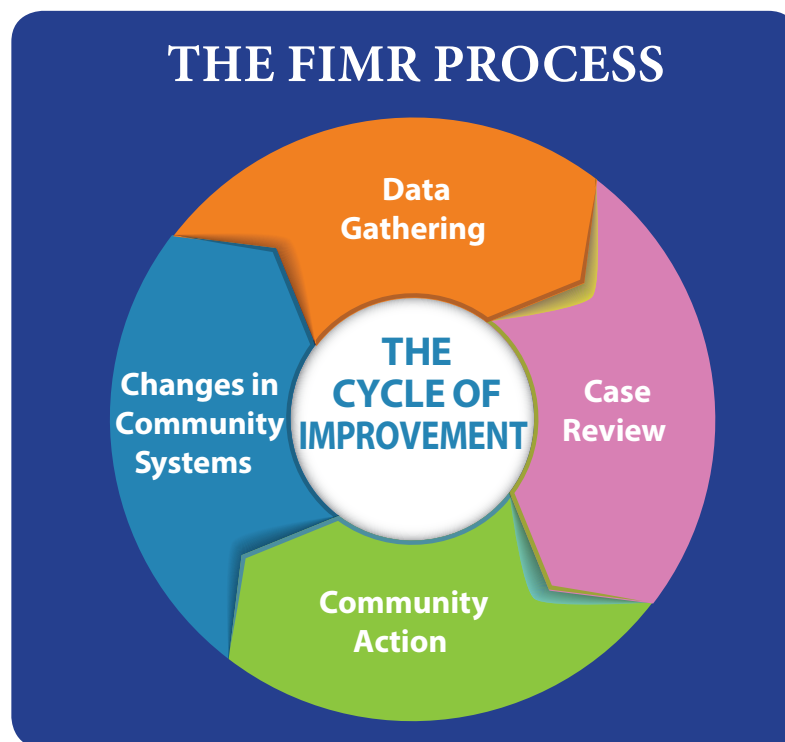 THE FIMR PROCESS
Data
Gathering
Case
Review
Community
Action
Changes in
Community
Systems
THE
CYCLE OF
IMPROVEMENT